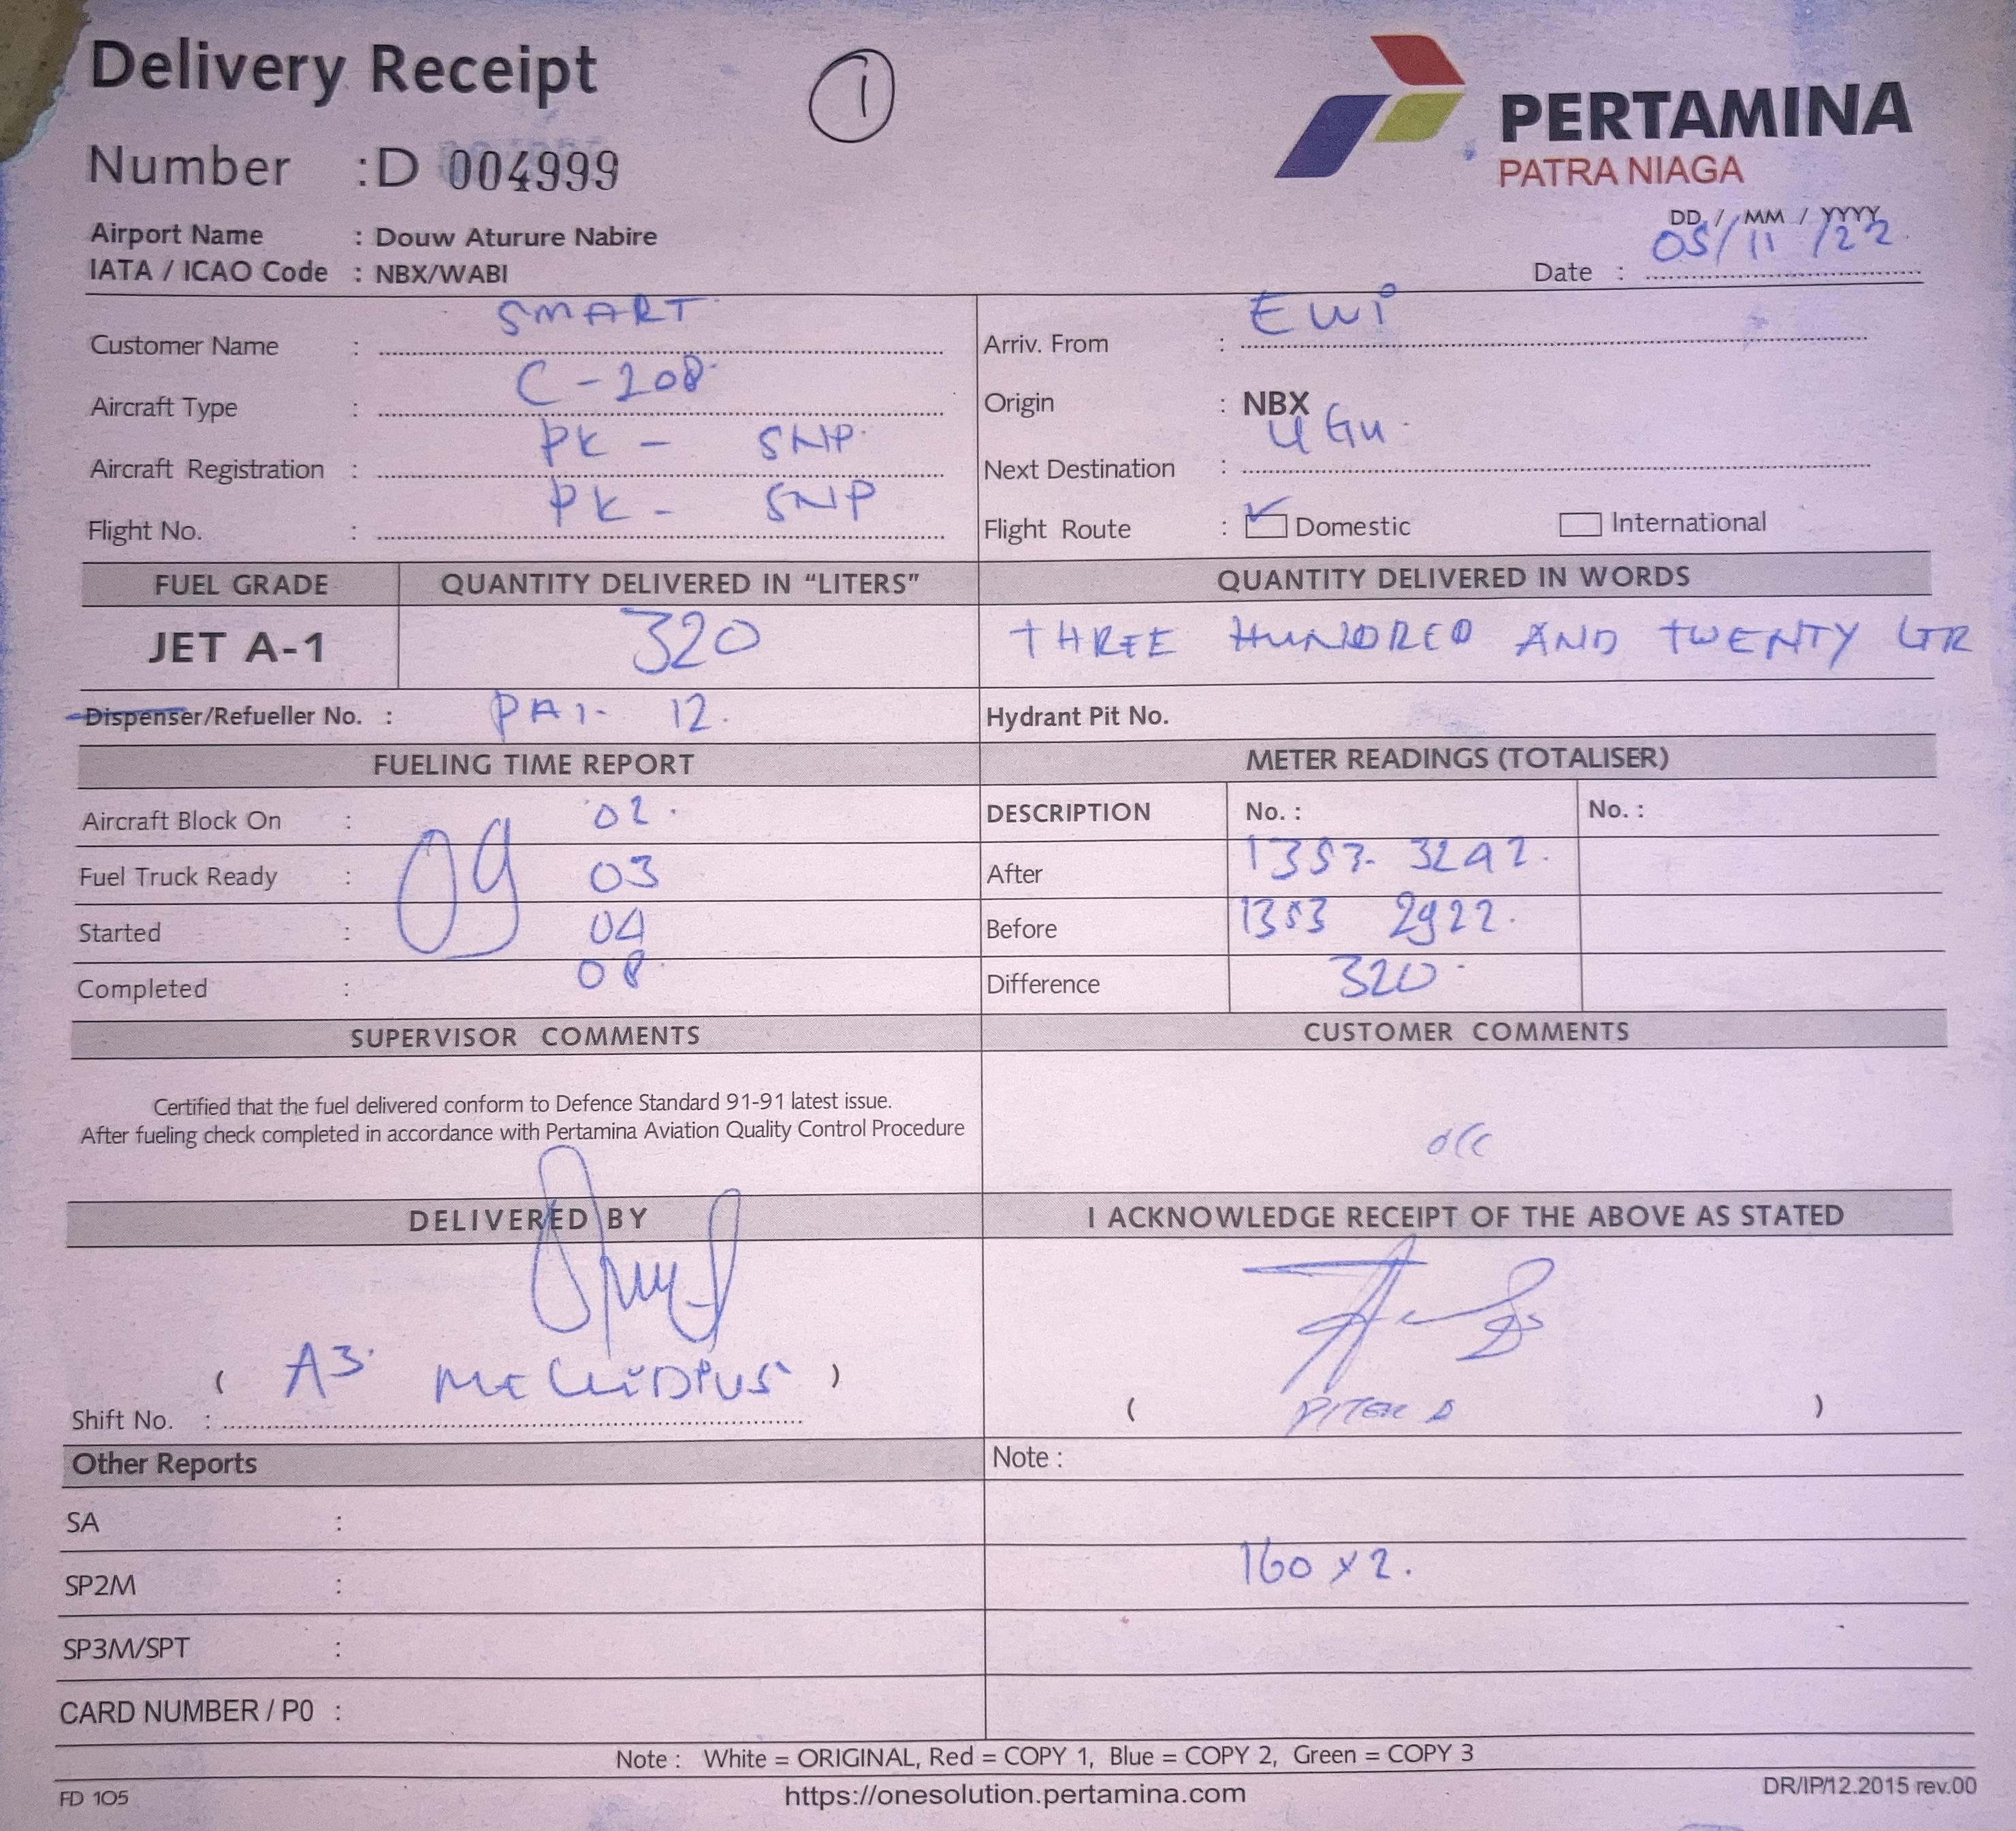 Delivery Receipt
1
PERTAMINA
PATRA NIAGA
Number : D 004999
Airport Name : Douw Aturure Nabire
IATA / ICAO Code : NBX/WABI
DD / MM / YYYY
Date : 05/11/22
Customer Name : SMART
Arriv. From : EWI
Aircraft Type : C-208
Origin : NBX
Aircraft Registration : PK - SNP
Next Destination : UGU
Flight No. : PK - SNP
Flight Route : Domestic International
FUEL GRADE QUANTITY DELIVERED IN “LITERS” QUANTITY DELIVERED IN WORDS
JET A-1 320 THREE HUNDRED AND TWENTY LTR
Dispenser/Refueller No. : PAI- 12
Hydrant Pit No.
FUELING TIME REPORT METER READINGS (TOTALISER)
Aircraft Block On : 02
DESCRIPTION No. : No. :
09
Fuel Truck Ready : 03
After 3242
Started : 04
Before 1353 2922
Completed : 08
Difference 320
SUPERVISOR COMMENTS CUSTOMER COMMENTS
Certified that the fuel delivered conform to Defence Standard 91-91 latest issue.
After fueling check completed in accordance with Pertamina Aviation Quality Control Procedure
DELIVERED BY I ACKNOWLEDGE RECEIPT OF THE ABOVE AS STATED
( A3 )
Shift No. :
( PITER )
Other Reports Note :
SA :
SP2M : 160 x 2.
SP3M/SPT :
CARD NUMBER / P0 :
Note : White = ORIGINAL, Red = COPY 1, Blue = COPY 2, Green = COPY 3
FD 105 https://onesolution.pertamina.com DR/IP/12.2015 rev.00